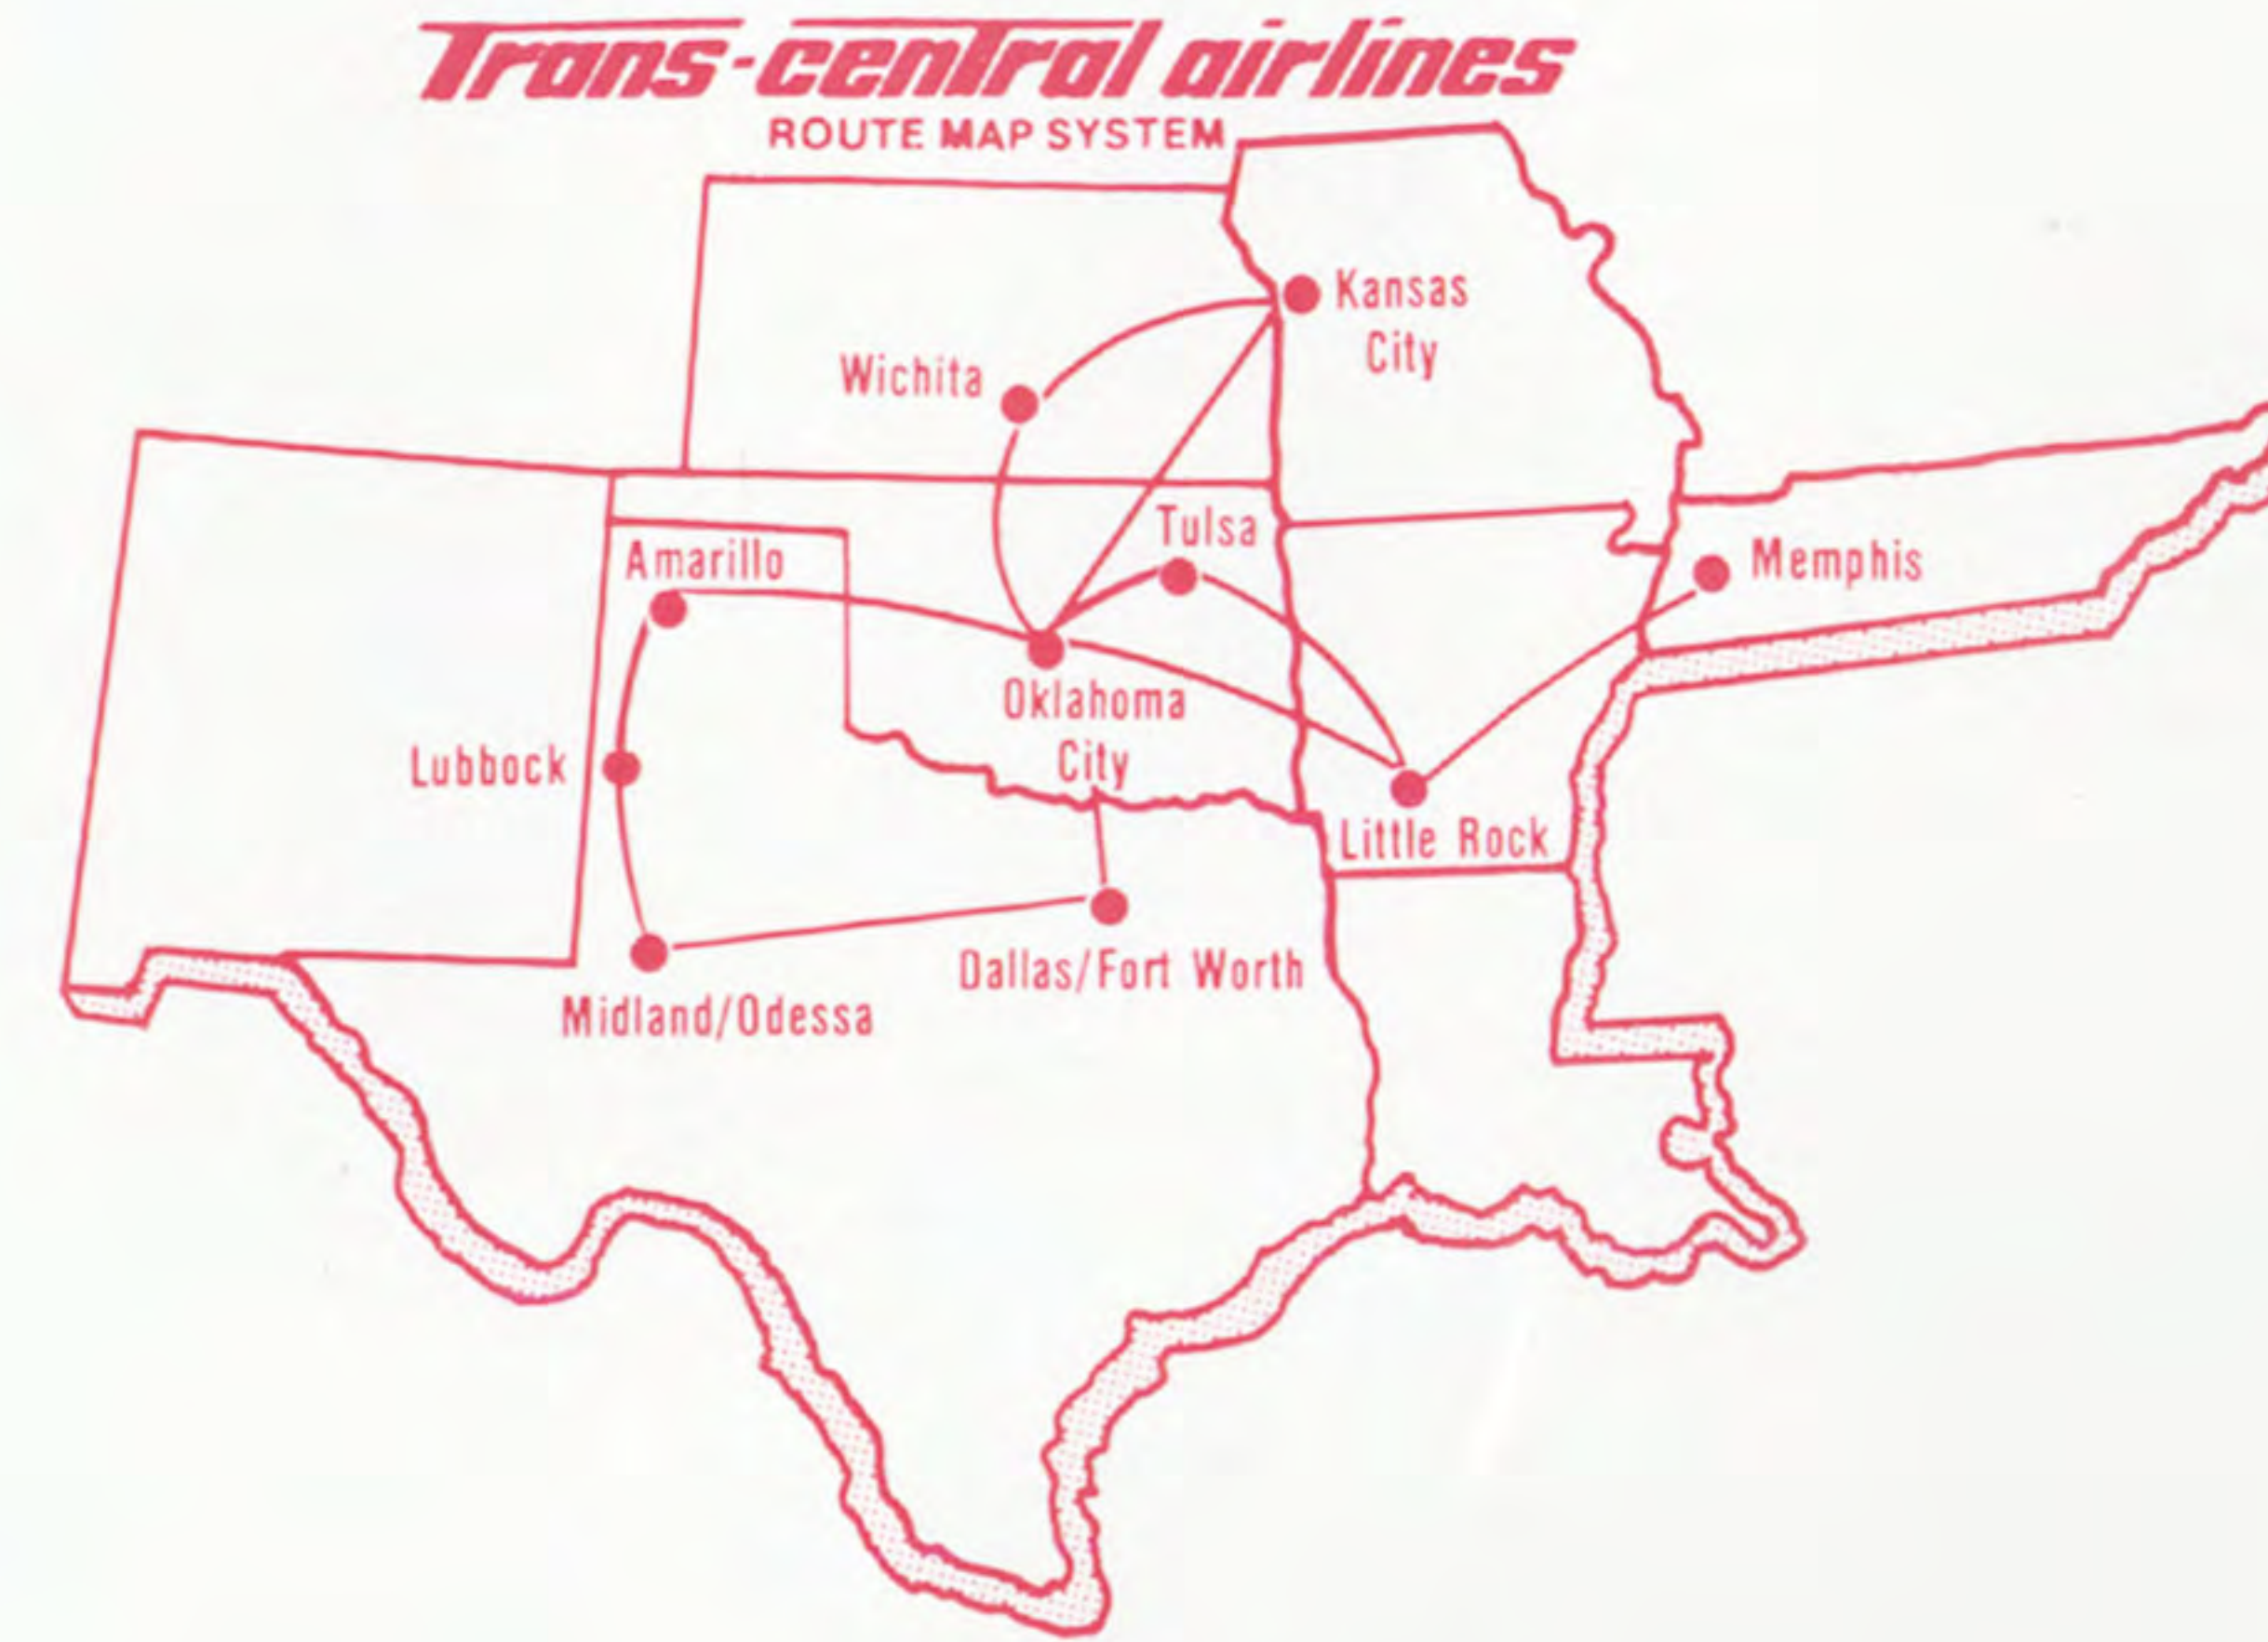 Trans-central airlines
ROUTE MAP SYSTEM
Kansas
City
Wichita
Tulsa
Amarillo
Memphis
Oklahoma
City
Lubbock
Little Rock
Dallas/Fort Worth
Midland/Odessa